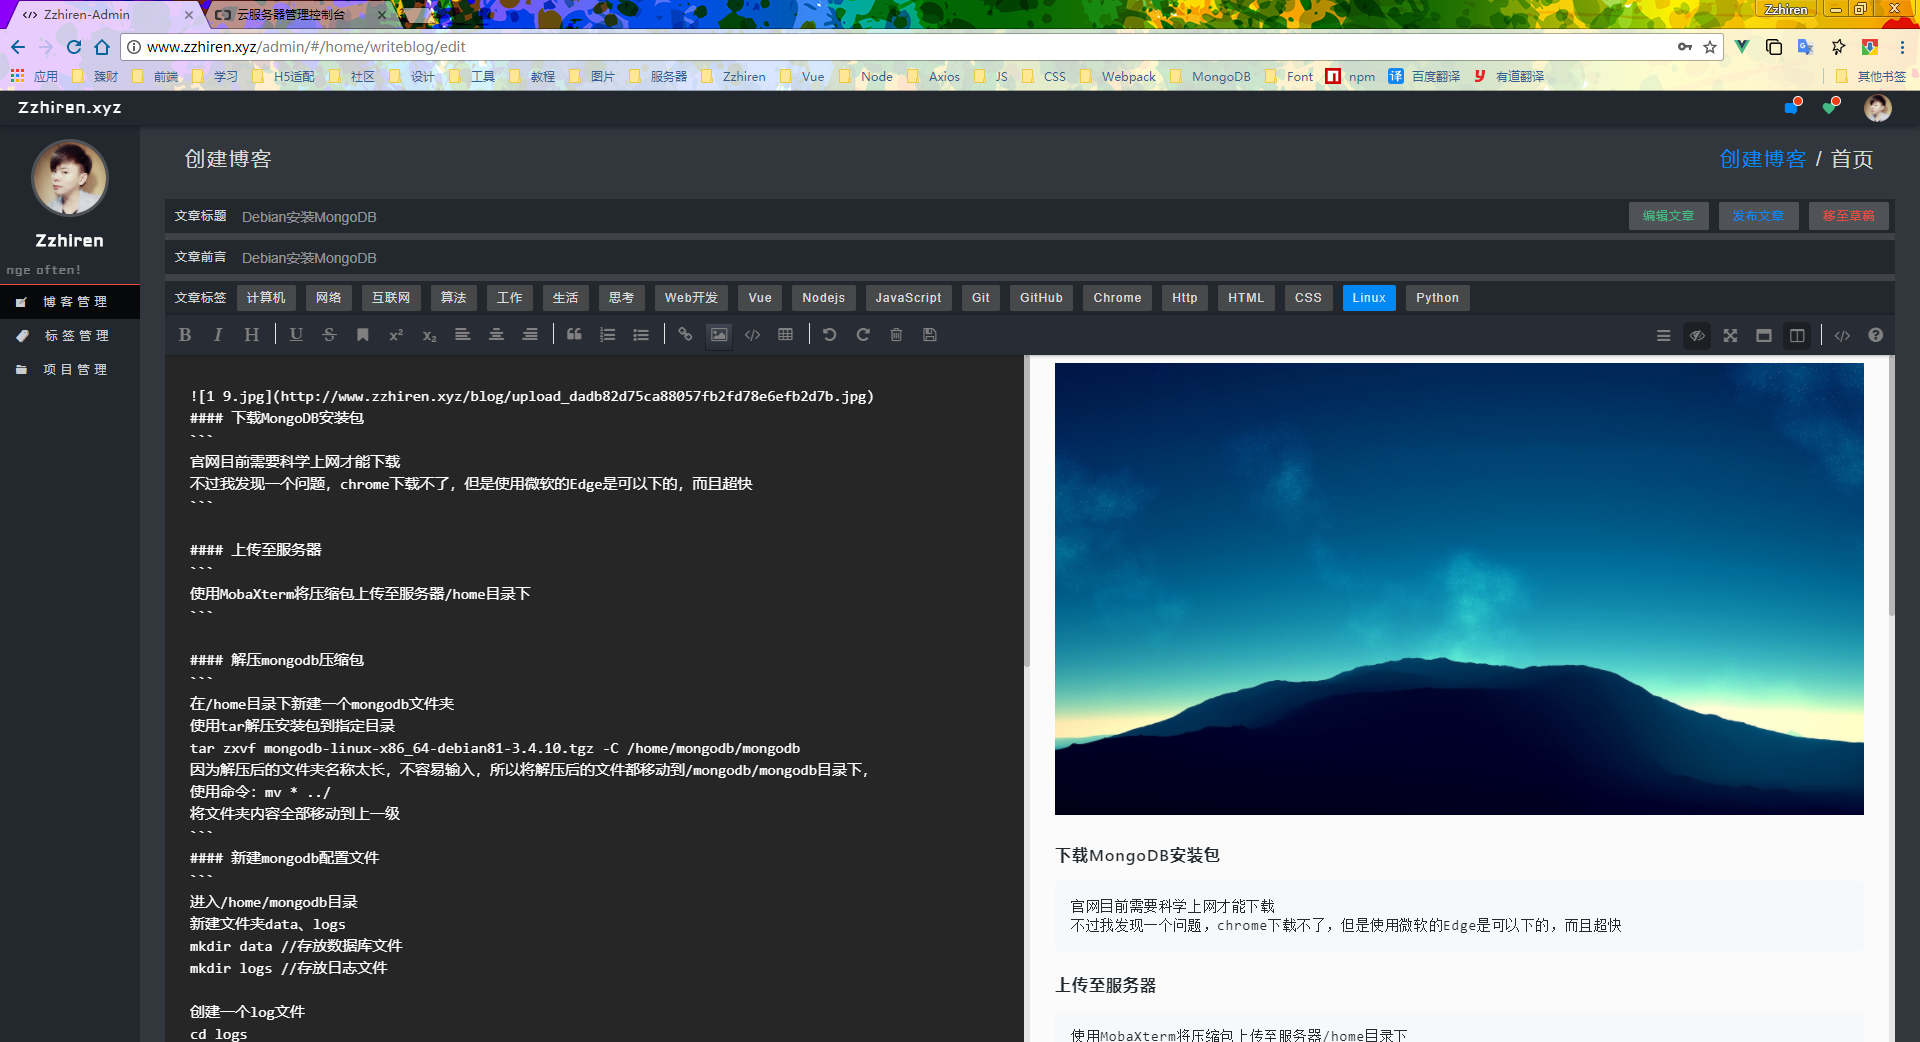 Zzhiren-Admin
云服务器管理控制台
Zzhiren
www.zzhiren.xyz/admin/#/home/writeblog/edit
应用 臻财 前端 学习 H5适配 社区 设计 工具 教程 图片 服务器 Zzhiren Vue Node Axios JS CSS Webpack MongoDB Font npm 译 百度翻译 有道翻译 其他书签
Zzhiren.xyz
创建博客
创建博客 / 首页
Zzhiren
nge often!
博客管理
标签管理
项目管理
文章标题 Debian安装MongoDB 编辑文章 发布文章 移至草稿
文章前言 Debian安装MongoDB
文章标签 计算机 网络 互联网 算法 工作 生活 思考 Web开发 Vue Nodejs JavaScript Git GitHub Chrome Http HTML CSS Linux Python
![1 9.jpg](http://www.zzhiren.xyz/blog/upload_dadb82d75ca88057fb2fd78e6efb2d7b.jpg)
#### 下载MongoDB安装包
```
官网目前需要科学上网才能下载
不过我发现一个问题，chrome下载不了，但是使用微软的Edge是可以下的，而且超快
```
#### 上传至服务器
```
使用MobaXterm将压缩包上传至服务器/home目录下
```
#### 解压mongodb压缩包
```
在/home目录下新建一个mongodb文件夹
使用tar解压安装包到指定目录
tar zxvf mongodb-linux-x86_64-debian81-3.4.10.tgz -C /home/mongodb/mongodb
因为解压后的文件夹名称太长，不容易输入，所以将解压后的文件都移动到/mongodb/mongodb目录下，
使用命令：mv * ../
将文件夹内容全部移动到上一级
```
#### 新建mongodb配置文件
```
进入/home/mongodb目录
新建文件夹data、logs
mkdir data //存放数据库文件
mkdir logs //存放日志文件
创建一个log文件
cd logs
下载MongoDB安装包
官网目前需要科学上网才能下载
不过我发现一个问题，chrome下载不了，但是使用微软的Edge是可以下的，而且超快
上传至服务器
使用MobaXterm将压缩包上传至服务器/home目录下